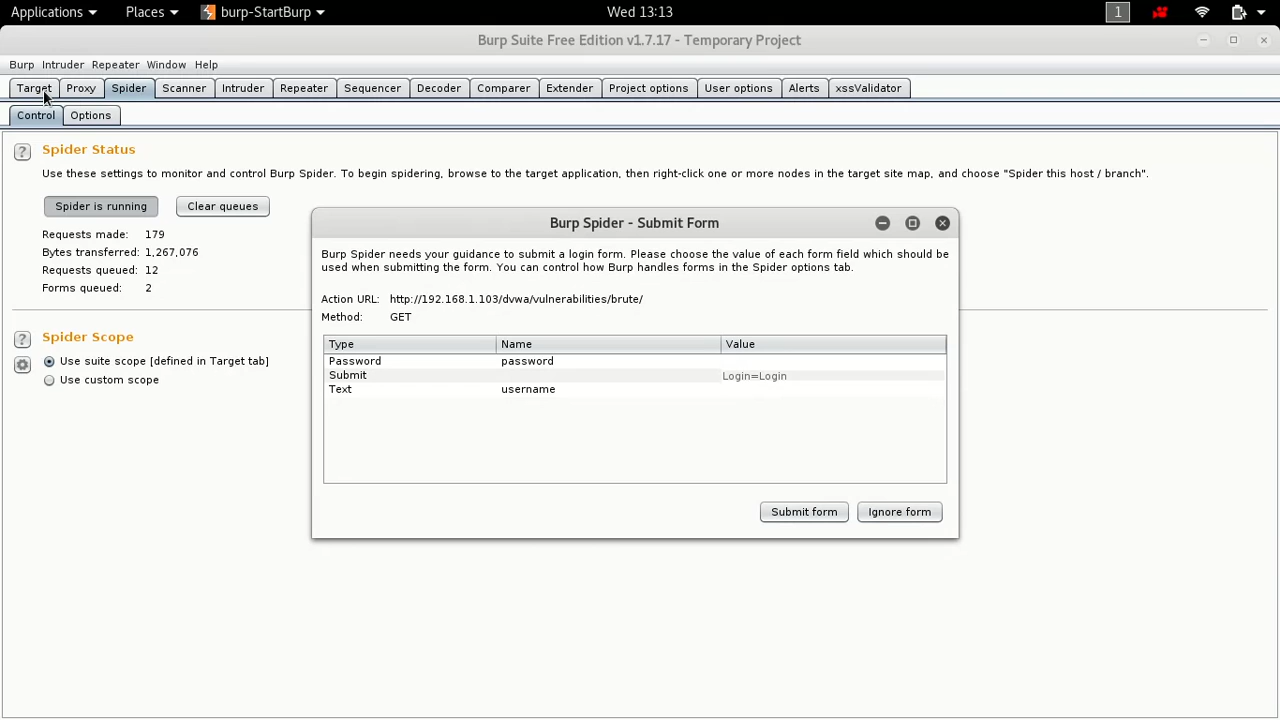 Applications Places burp-StartBurp Wed 13:13 1
Burp Suite Free Edition v1.7.17 - Temporary Project
Burp Intruder Repeater Window Help
Target Proxy Spider Scanner Intruder Repeater Sequencer Decoder Comparer Extender Project options User options Alerts xssValidator
Control Options
? Spider Status
Use these settings to monitor and control Burp Spider. To begin spidering, browse to the target application, then right-click one or more nodes in the target site map, and choose "Spider this host / branch".
Spider is running Clear queues
Requests made: 179
Bytes transferred: 1,267,076
Requests queued: 12
Forms queued: 2
? Spider Scope
Use suite scope [defined in Target tab]
Use custom scope
Burp Spider - Submit Form
Burp Spider needs your guidance to submit a login form. Please choose the value of each form field which should be
used when submitting the form. You can control how Burp handles forms in the Spider options tab.
Action URL: http://192.168.1.103/dvwa/vulnerabilities/brute/
Method: GET
Type Name Value
Password password
Submit Login=Login
Text username
Submit form Ignore form